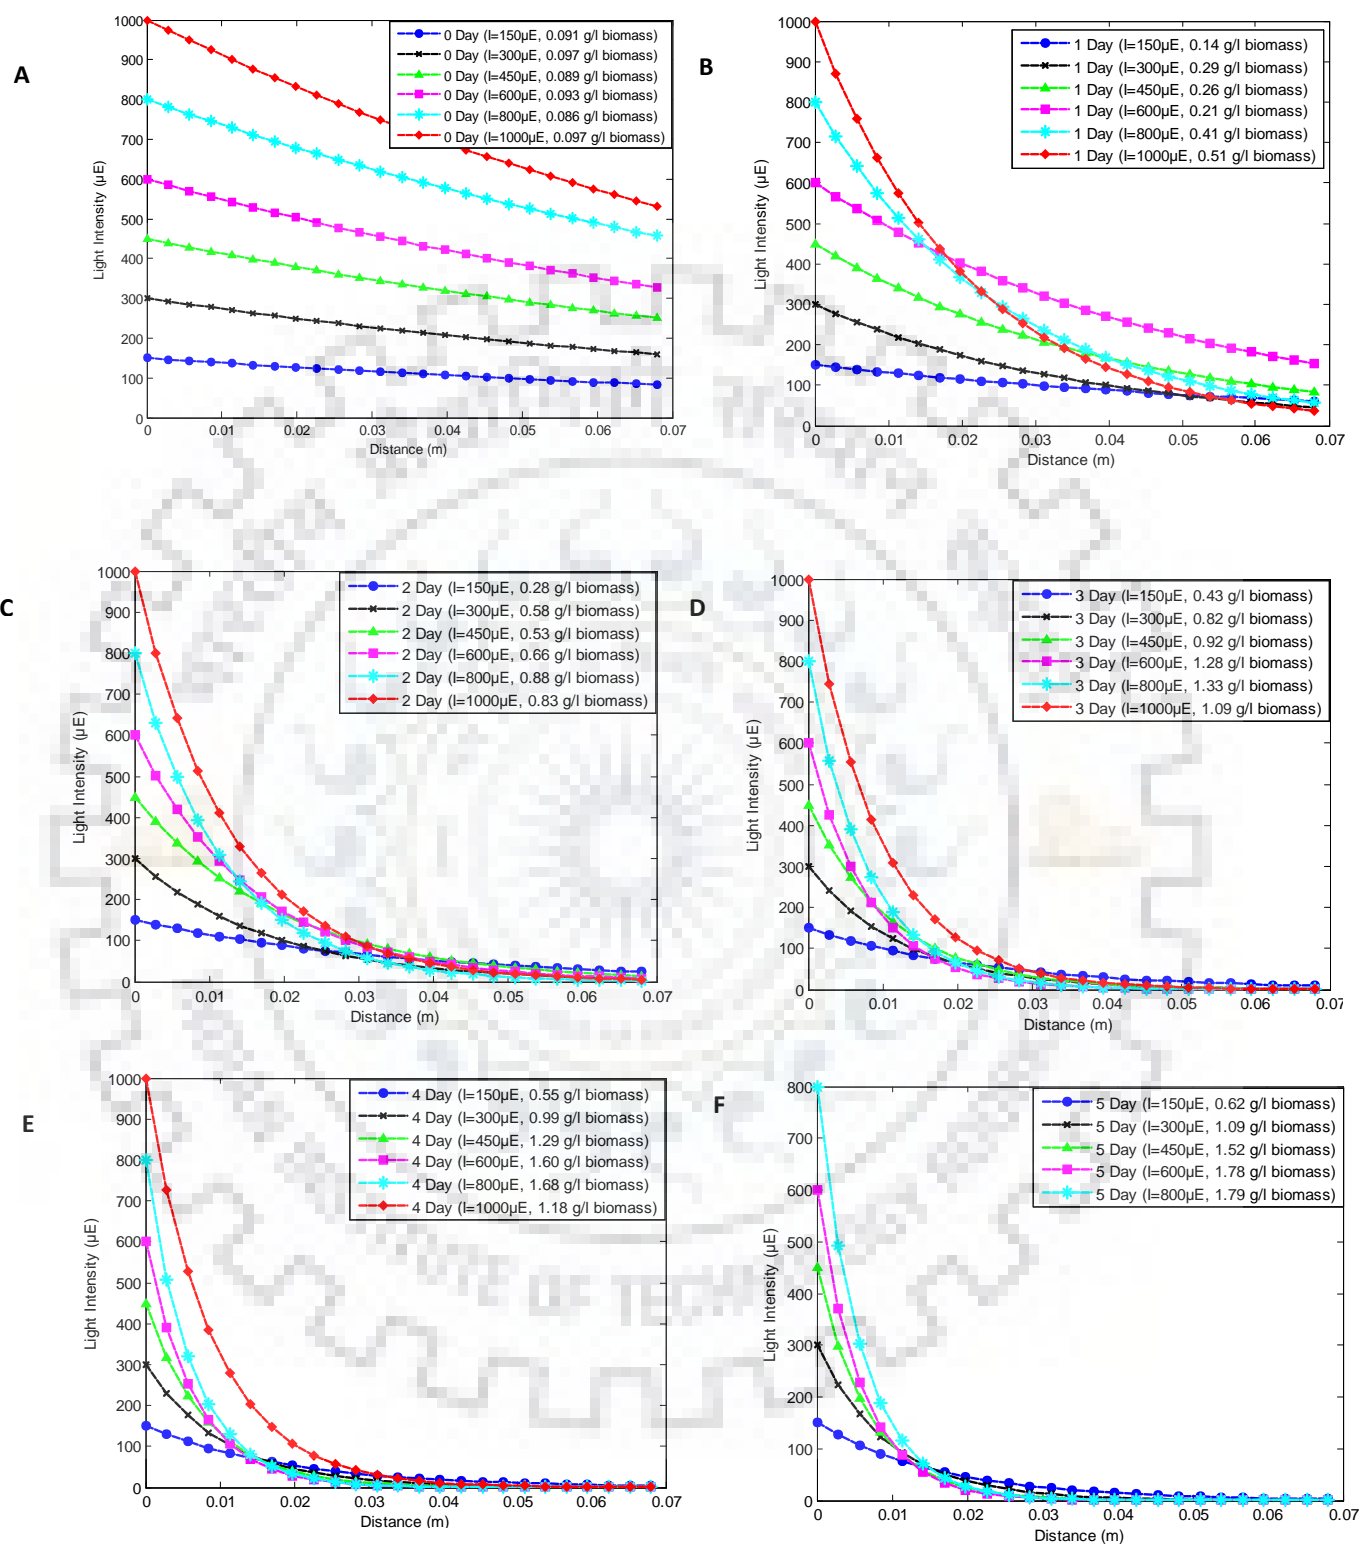 A
1000
900
800
700
600
500
400
300
200
100
0
Light Intensity (µE)
0 Day (I=150µE, 0.091 g/l biomass)
0 Day (I=300µE, 0.097 g/l biomass)
0 Day (I=450µE, 0.089 g/l biomass)
0 Day (I=600µE, 0.093 g/l biomass)
0 Day (I=800µE, 0.086 g/l biomass)
0 Day (I=1000µE, 0.097 g/l biomass)
0 0.01 0.02 0.03 0.04 0.05 0.06 0.07
Distance (m)
B
1000
900
800
700
600
500
400
300
200
100
0
Light Intensity (µE)
1 Day (I=150µE, 0.14 g/l biomass)
1 Day (I=300µE, 0.29 g/l biomass)
1 Day (I=450µE, 0.26 g/l biomass)
1 Day (I=600µE, 0.21 g/l biomass)
1 Day (I=800µE, 0.41 g/l biomass)
1 Day (I=1000µE, 0.51 g/l biomass)
0 0.01 0.02 0.03 0.04 0.05 0.06 0.07
Distance (m)
C
1000
900
800
700
600
500
400
300
200
100
0
Light Intensity (µE)
2 Day (I=150µE, 0.28 g/l biomass)
2 Day (I=300µE, 0.58 g/l biomass)
2 Day (I=450µE, 0.53 g/l biomass)
2 Day (I=600µE, 0.66 g/l biomass)
2 Day (I=800µE, 0.88 g/l biomass)
2 Day (I=1000µE, 0.83 g/l biomass)
0 0.01 0.02 0.03 0.04 0.05 0.06 0.07
Distance (m)
D
1000
900
800
700
600
500
400
300
200
100
0
Light Intensity (µE)
3 Day (I=150µE, 0.43 g/l biomass)
3 Day (I=300µE, 0.82 g/l biomass)
3 Day (I=450µE, 0.92 g/l biomass)
3 Day (I=600µE, 1.28 g/l biomass)
3 Day (I=800µE, 1.33 g/l biomass)
3 Day (I=1000µE, 1.09 g/l biomass)
0 0.01 0.02 0.03 0.04 0.05 0.06 0.07
Distance (m)
E
1000
900
800
700
600
500
400
300
200
100
0
Light Intensity (µE)
4 Day (I=150µE, 0.55 g/l biomass)
4 Day (I=300µE, 0.99 g/l biomass)
4 Day (I=450µE, 1.29 g/l biomass)
4 Day (I=600µE, 1.60 g/l biomass)
4 Day (I=800µE, 1.68 g/l biomass)
4 Day (I=1000µE, 1.18 g/l biomass)
0 0.01 0.02 0.03 0.04 0.05 0.06 0.07
Distance (m)
F
800
700
600
500
400
300
200
100
0
Light Intensity (µE)
5 Day (I=150µE, 0.62 g/l biomass)
5 Day (I=300µE, 1.09 g/l biomass)
5 Day (I=450µE, 1.52 g/l biomass)
5 Day (I=600µE, 1.78 g/l biomass)
5 Day (I=800µE, 1.79 g/l biomass)
0 0.01 0.02 0.03 0.04 0.05 0.06 0.07
Distance (m)